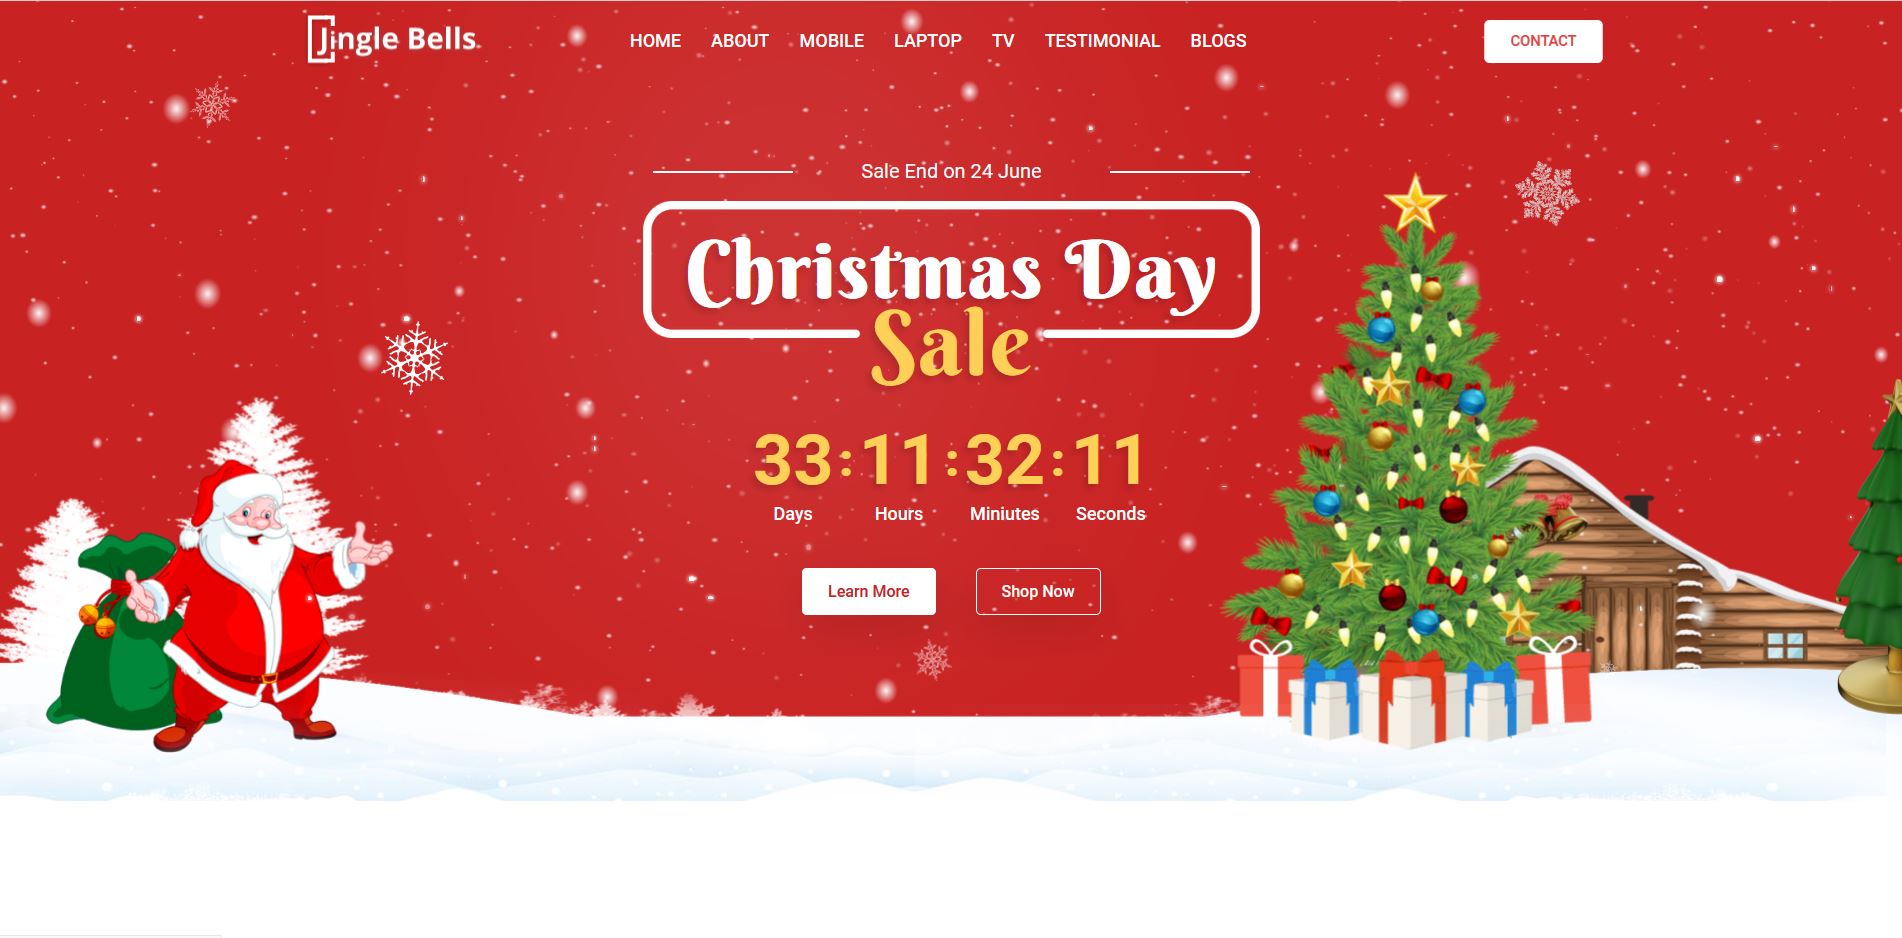 Jingle Bells
HOME ABOUT MOBILE LAPTOP TV TESTIMONIAL BLOGS
CONTACT
Sale End on 24 June
Christmas Day
Sale
33 : 11 : 32 : 11
Days Hours Miniutes Seconds
Learn More
Shop Now